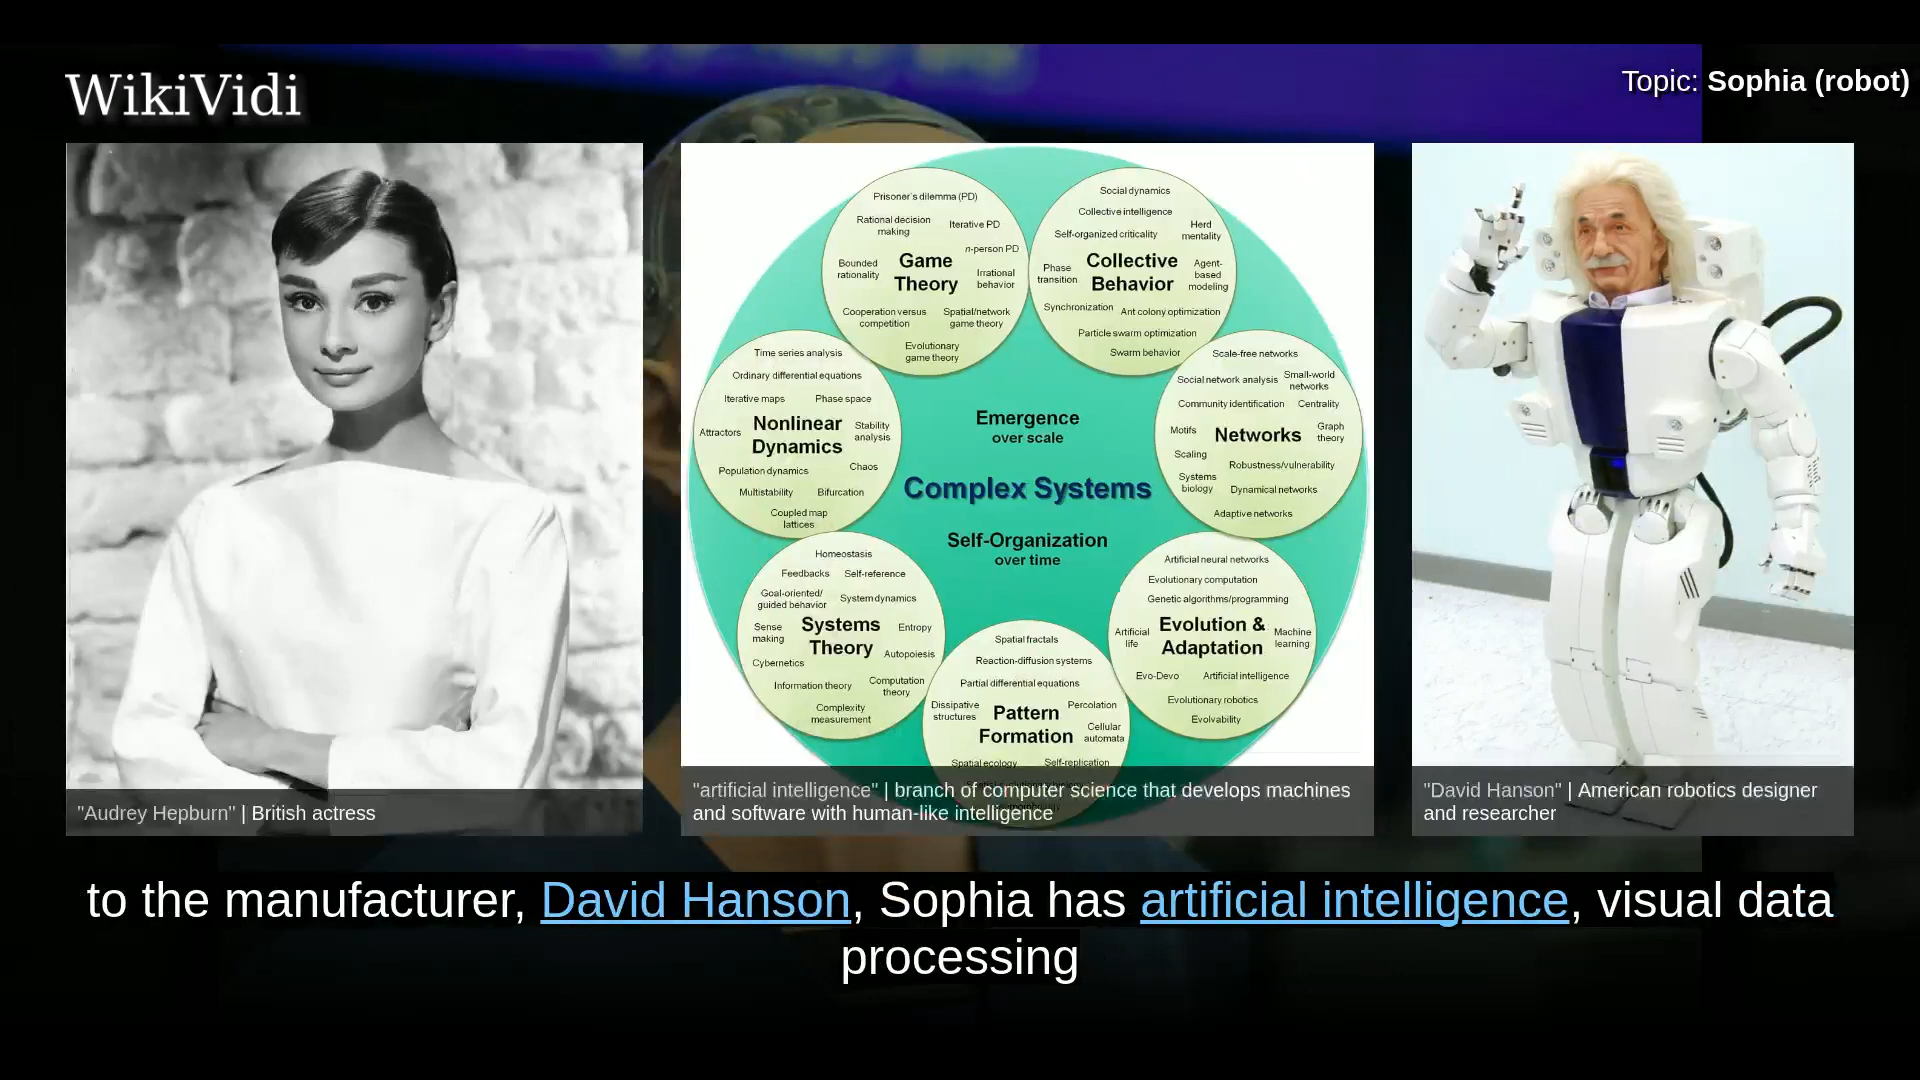 WikiVidi
Topic: Sophia (robot)
"Audrey Hepburn" | British actress
Prisoner's dilemma (PD)
Rational decision
making
Iterative PD
n-person PD
Bounded
rationality
Game
Theory
Irrational
behavior
Cooperation versus
competition
Spatial/network
game theory
Evolutionary
game theory
Social dynamics
Collective intelligence
Self-organized criticality
Herd
mentality
Phase
transition
Collective
Behavior
Agent-
based
modeling
Synchronization
Ant colony optimization
Particle swarm optimization
Swarm behavior
Time series analysis
Ordinary differential equations
Iterative maps
Phase space
Attractors
Nonlinear
Dynamics
Stability
analysis
Population dynamics
Chaos
Multistability
Bifurcation
Coupled map
lattices
Emergence
over scale
Complex Systems
Self-Organization
over time
Scale-free networks
Social network analysis
Small-world
networks
Community identification
Centrality
Motifs
Networks
Graph
theory
Scaling
Robustness/vulnerability
Systems
biology
Dynamical networks
Adaptive networks
Homeostasis
Feedbacks
Self-reference
Goal-oriented/
guided behavior
System dynamics
Sense
making
Systems
Theory
Entropy
Autopoiesis
Cybernetics
Information theory
Computation
theory
Complexity
measurement
Spatial fractals
Reaction-diffusion systems
Partial differential equations
Dissipative
structures
Pattern
Formation
Percolation
Cellular
automata
Spatial ecology
Self-replication
Artificial neural networks
Evolutionary computation
Genetic algorithms/programming
Artificial
life
Evolution &
Adaptation
Machine
learning
Evo-Devo
Artificial intelligence
Evolutionary robotics
Evolvability
"artificial intelligence" | branch of computer science that develops machines
and software with human-like intelligence
"David Hanson" | American robotics designer
and researcher
to the manufacturer, David Hanson, Sophia has artificial intelligence, visual data
processing